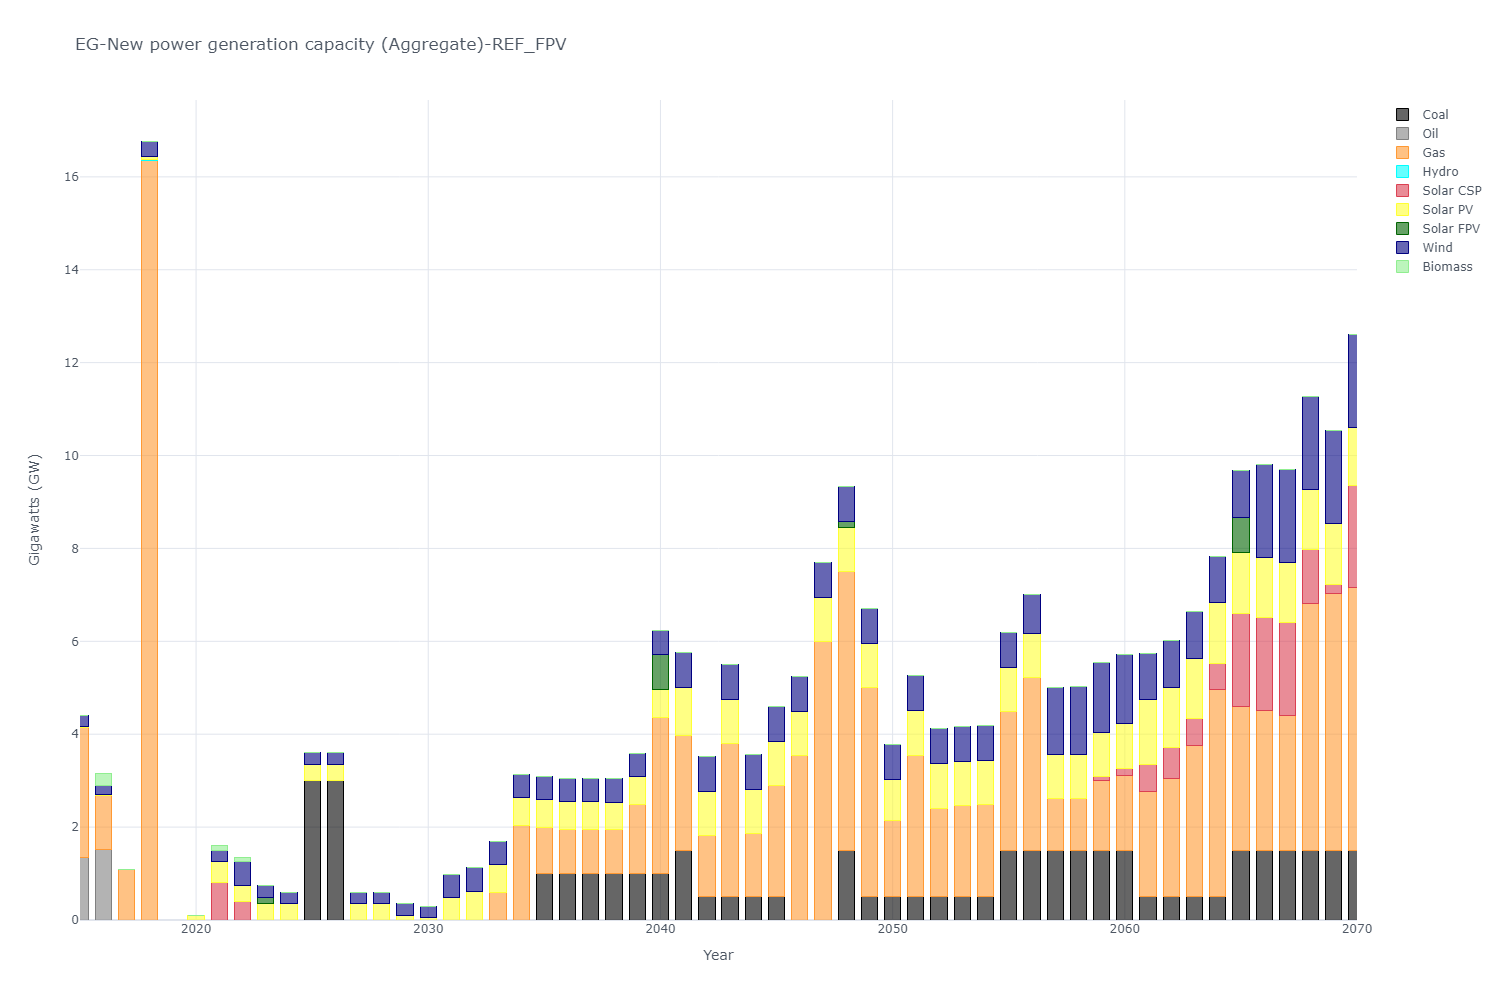 EG-New power generation capacity (Aggregate)-REF_FPV
Coal
Oil
Gas
Hydro
Solar CSP
Solar PV
Solar FPV
Wind
Biomass
16
14
12
10
8
6
4
2
0
Gigawatts (GW)
2020
2030
2040
2050
2060
2070
Year